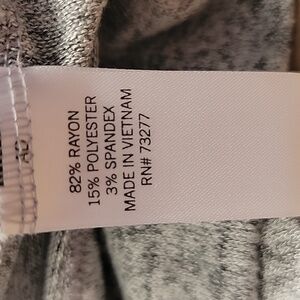 82% RAYON
15% POLYESTER
3% SPANDEX
MADE IN VIETNAM
RN# 73277